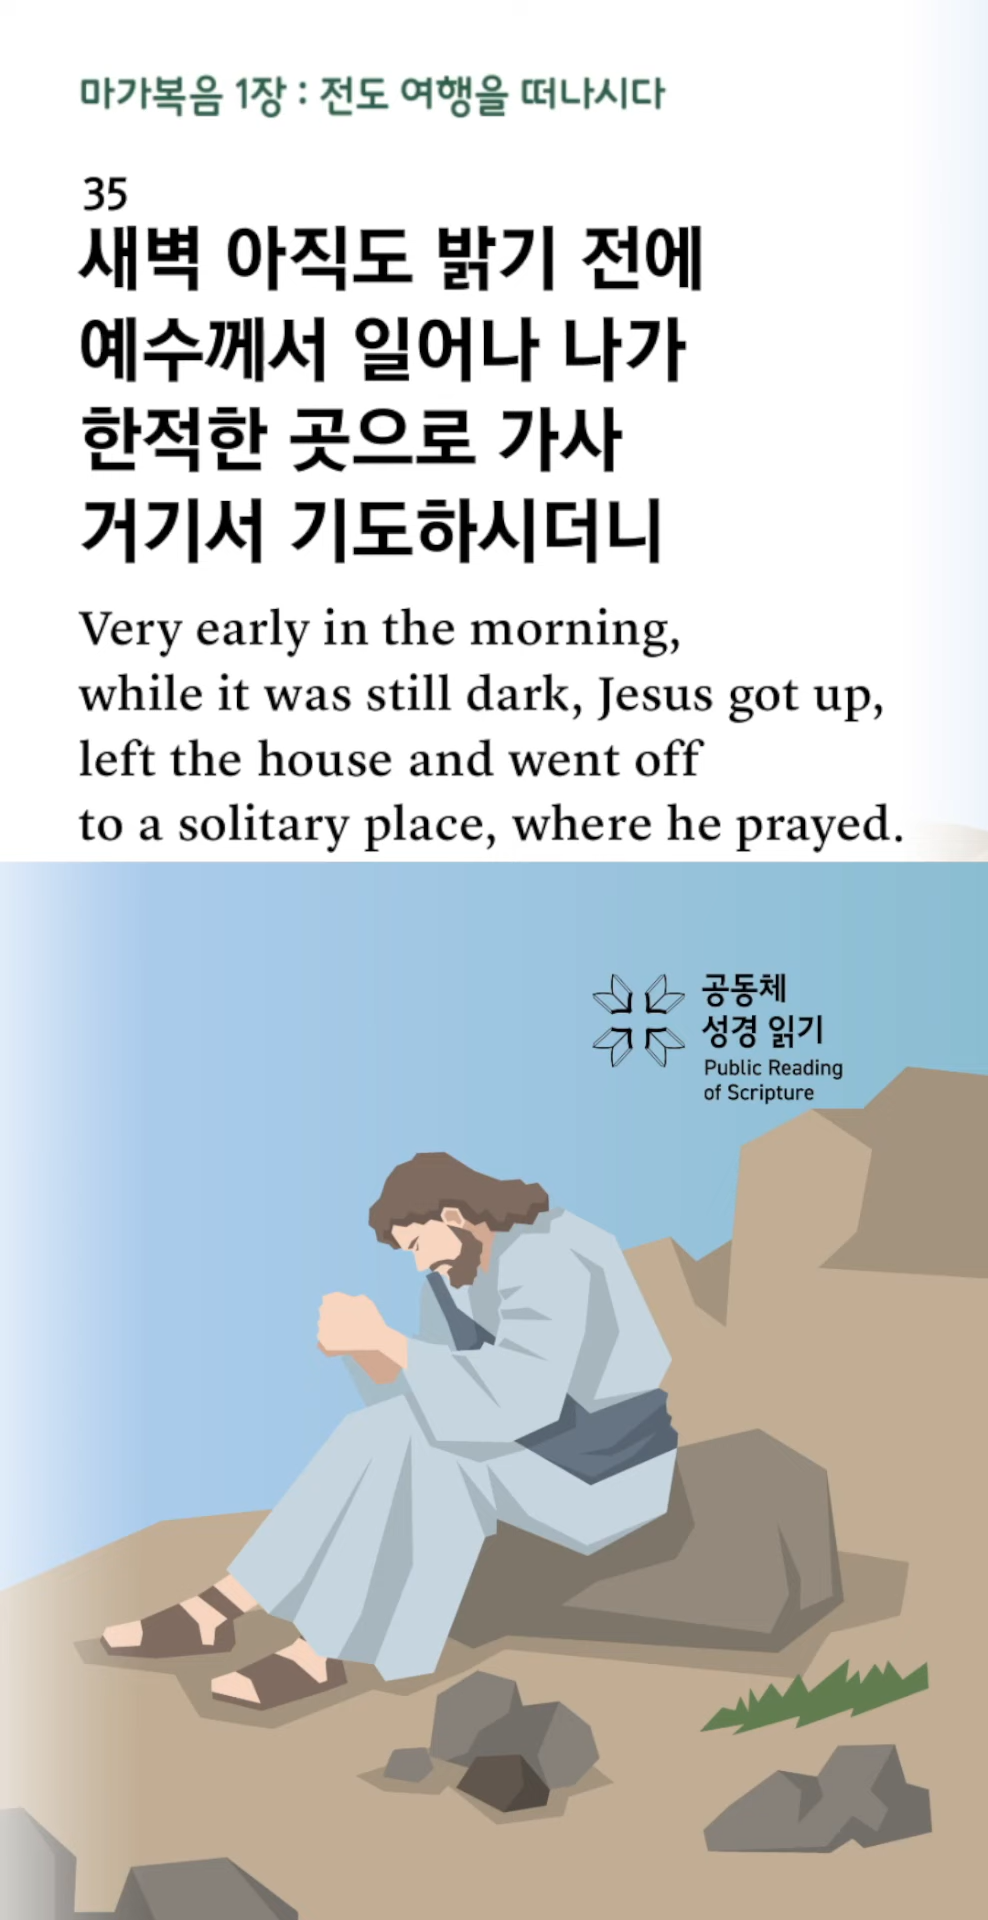 마가복음 1장 : 전도 여행을 떠나시다
35
새벽 아직도 밝기 전에
예수께서 일어나 나가
한적한 곳으로 가사
거기서 기도하시더니
Very early in the morning,
while it was still dark, Jesus got up,
left the house and went off
to a solitary place, where he prayed.
공동체
성경 읽기
Public Reading
of Scripture